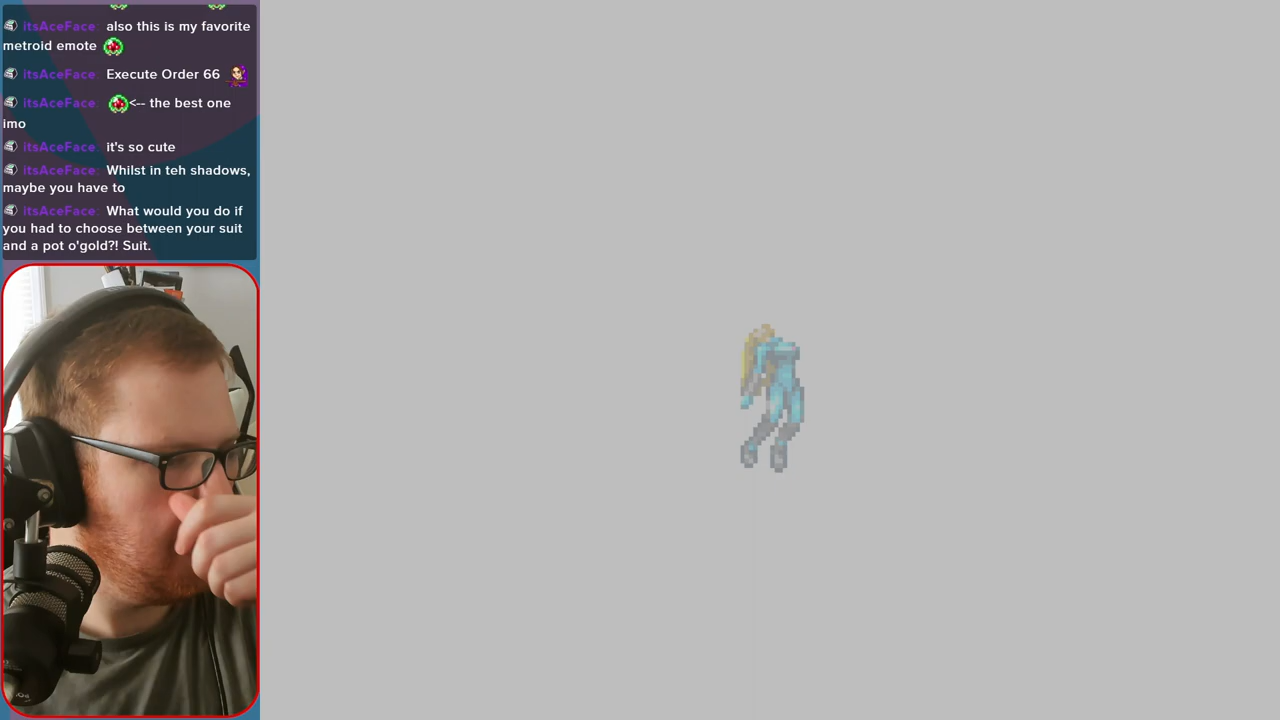 itsAceFace: also this is my favorite
metroid emote
itsAceFace: Execute Order 66
itsAceFace: <-- the best one
imo
itsAceFace: it's so cute
itsAceFace: Whilst in teh shadows,
maybe you have to
itsAceFace: What would you do if
you had to choose between your suit
and a pot o'gold?! Suit.